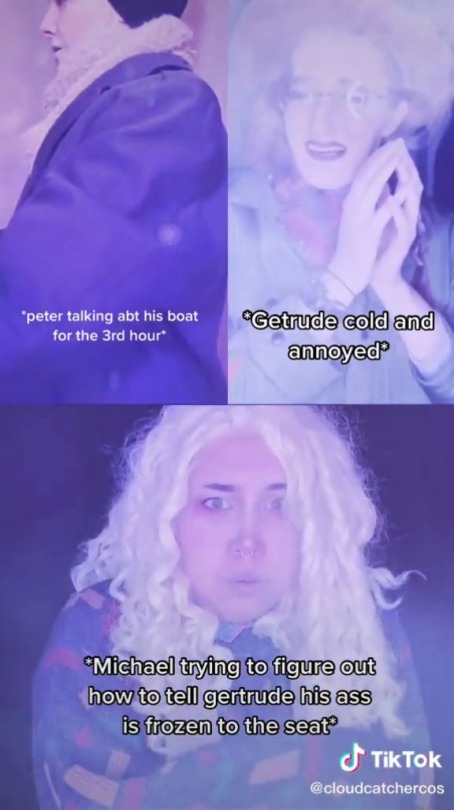 *peter talking abt his boat
for the 3rd hour*
*Getrude cold and
annoyed*
*Michael trying to figure out
how to tell gertrude his ass
is frozen to the seat*
TikTok
@cloudcatchercos